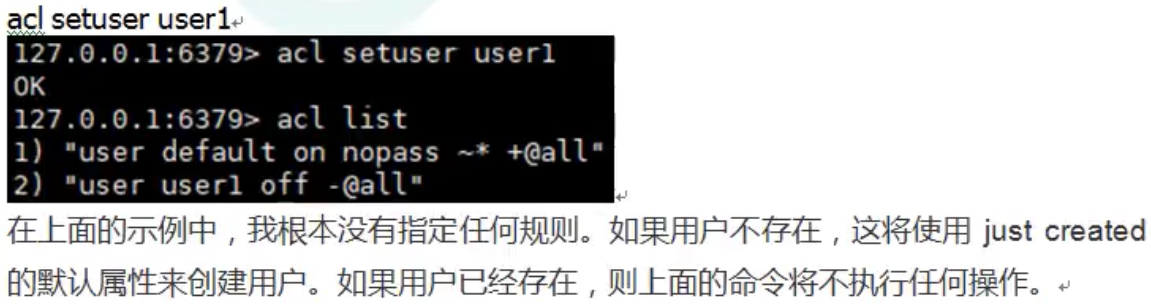 acl setuser user1
127.0.0.1:6379> acl setuser user1
OK
127.0.0.1:6379> acl list
1) "user default on nopass ~* +@all"
2) "user user1 off -@all"
在上面的示例中，我根本没有指定任何规则。如果用户不存在，这将使用 just created
的默认属性来创建用户。如果用户已经存在，则上面的命令将不执行任何操作。